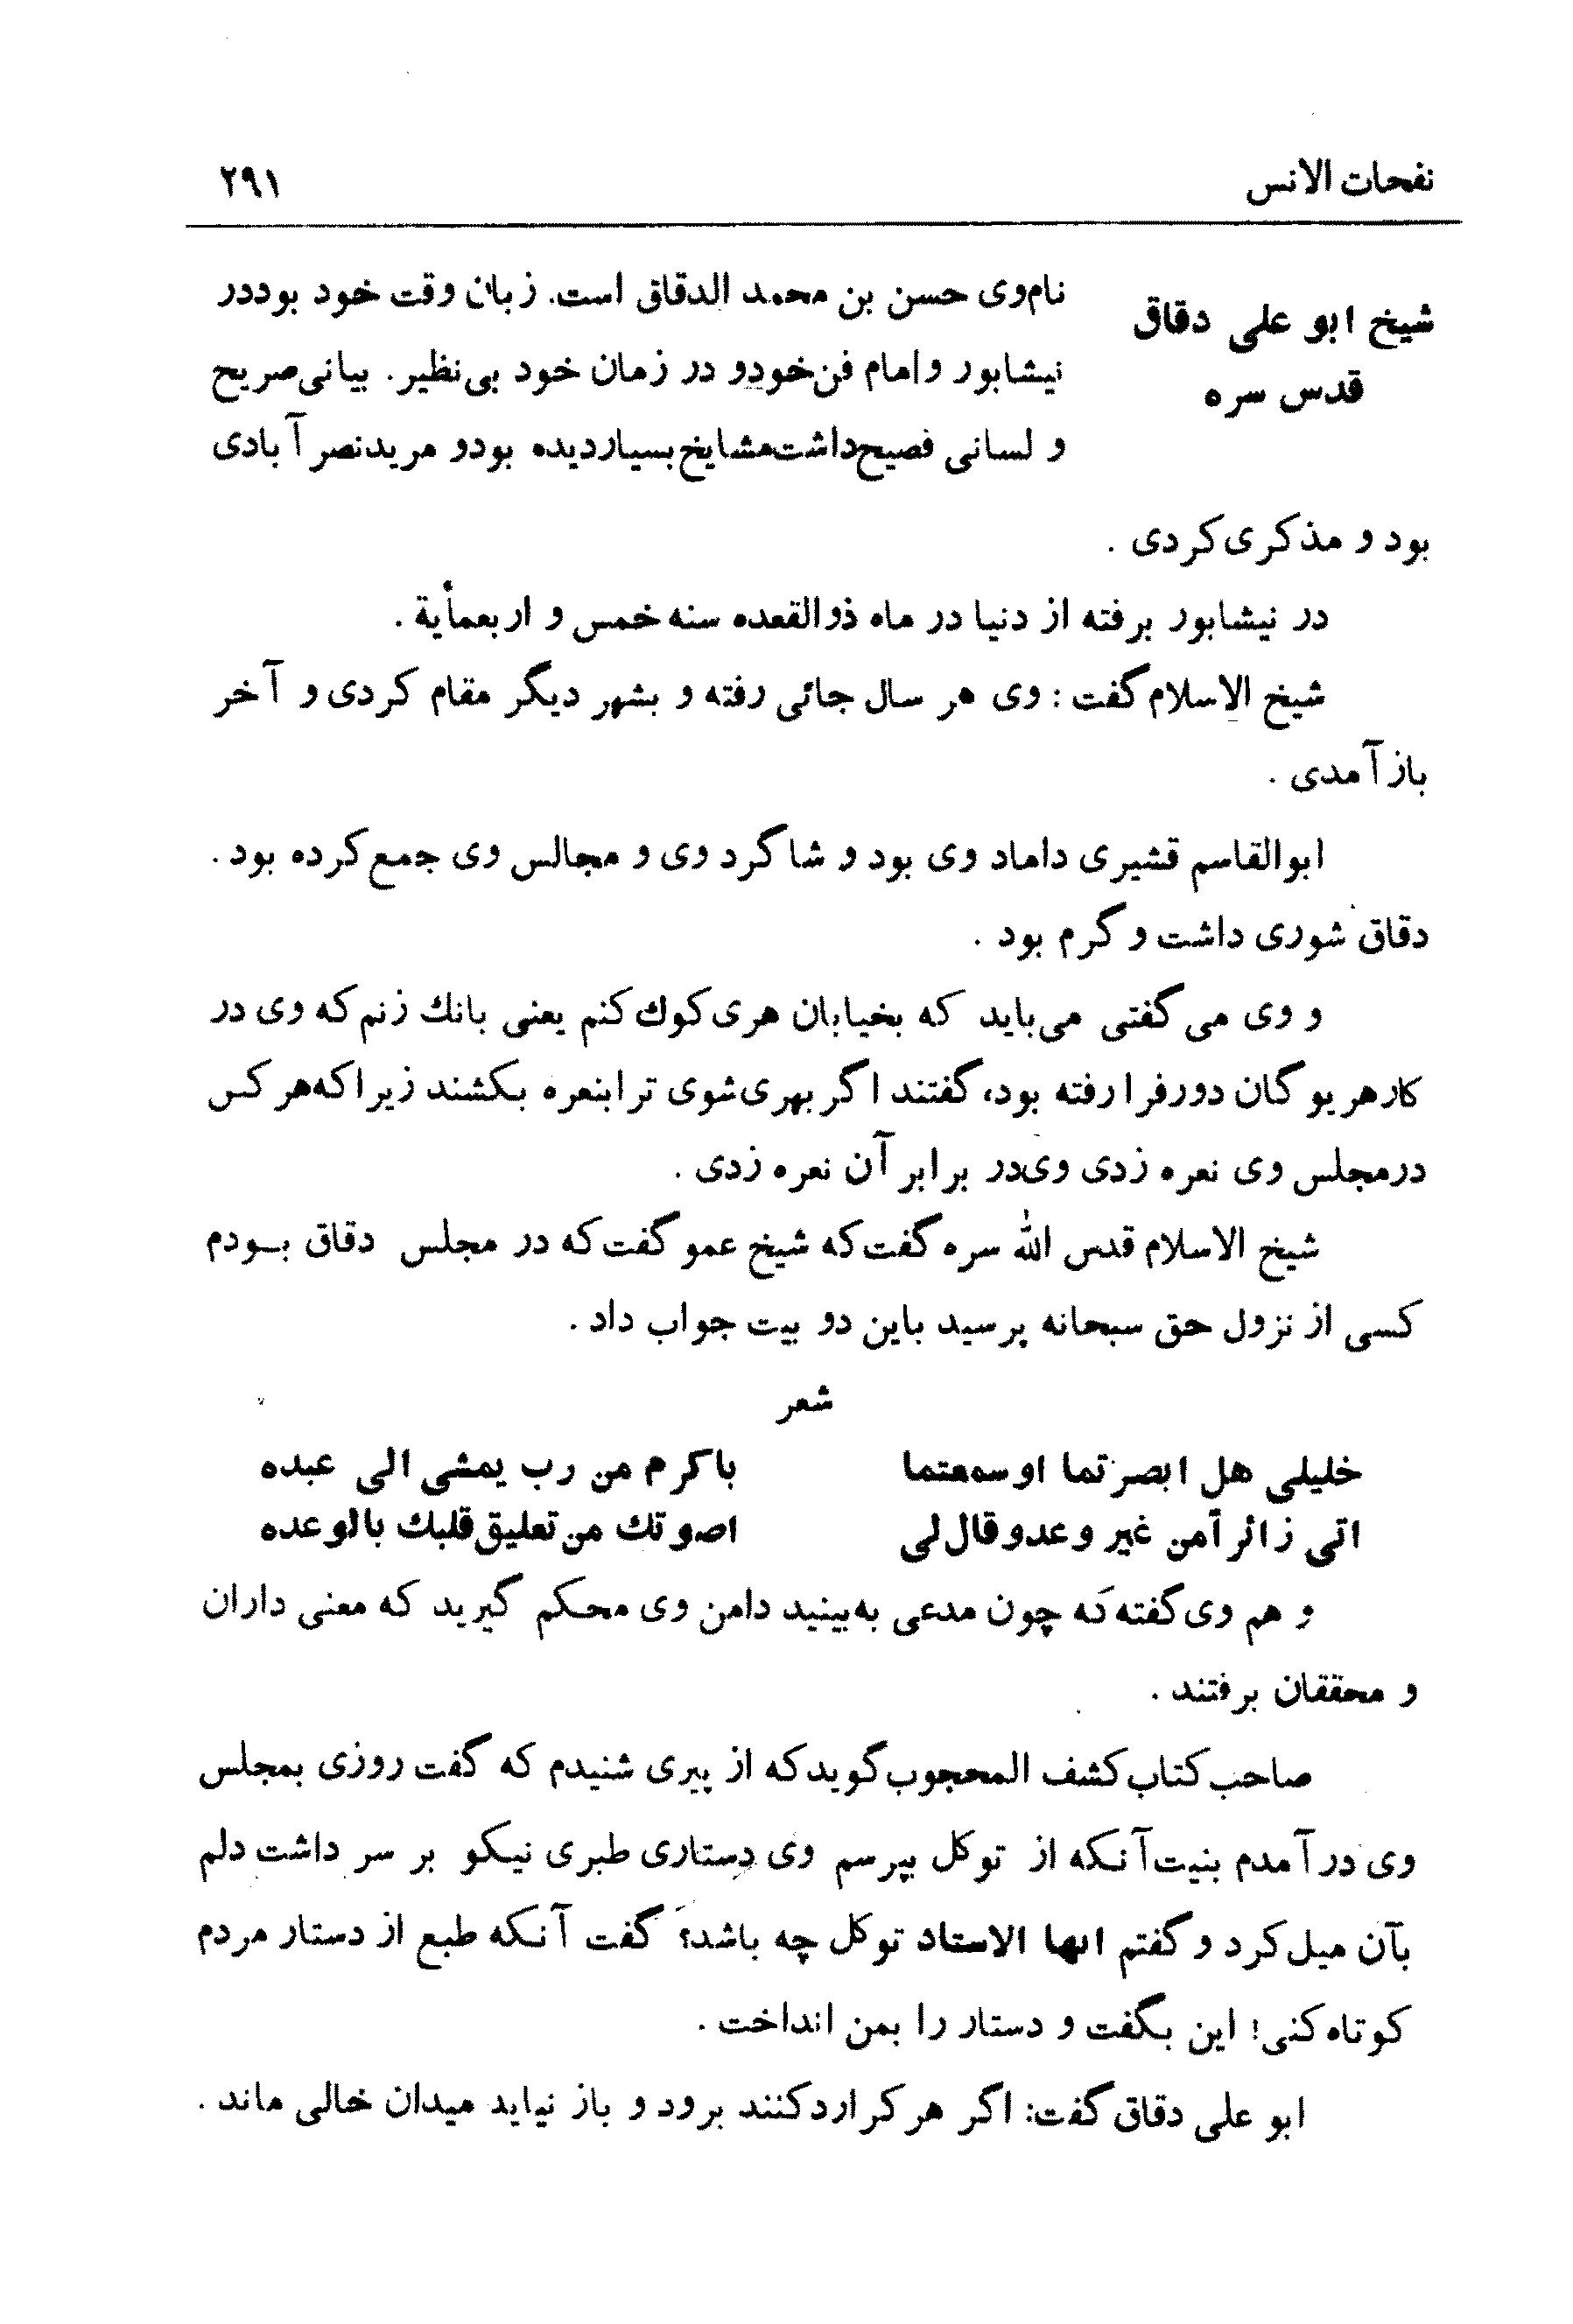 نفحات الانس ۲۹۱
شیخ ابو علی دقاق
قدس سره
نام‌وی حسن بن محمد الدقاق است. زبان وقت خود بوددر
نیشابور وامام فن‌خودو در زمان خود بی‌نظیر. بیانی‌صریح
و لسانی فصیح‌داشت‌مشایخ‌بسیاردیده بودو مریدنصر آبادی
بود و مذکری‌کردی .
در نیشابور برفته از دنیا در ماه ذوالقعده سنه خمس و اربعمأیة .
شیخ الاسلام‌گفت : وی هر سال جائی رفته و بشهر دیگر مقام کردی و آخر
باز آمدی .
ابوالقاسم قشیری داماد وی بود و شاگرد وی و مجالس وی جمع‌کرده بود .
دقاق شوری داشت و گرم بود .
و وی می‌گفتی می‌باید که بخیابان هری‌کوك‌کنم یعنی بانك زنم‌که وی در
کارهریوگان دورفرا رفته بود، گفتند اگر بهری‌شوی ترابنعره بکشند زیراکه‌هرکس
درمجلس وی نعره زدی وی‌در برابر آن نعره زدی .
شیخ الاسلام قدس الله سره گفت‌که شیخ عمو گفت‌که در مجلس دقاق بـودم
کسی از نزول حق سبحانه پرسید باین دو بیت جواب داد .
شعر
خلیلی هل ابصرتما اوسمعتما باکرم من رب یمشی الی عبده
اتی زائرآمن غیر وعدوقال‌لی اصوتك من‌تعلیق‌قلبك بالوعده
و هم وی‌گفته‌که چون مدعی به‌بینید دامن وی محکم گیرید که معنی داران
و محققان برفتند .
صاحب‌کتاب‌کشف المحجوب‌گوید‌که از پیری شنیدم که گفت روزی بمجلس
وی درآمدم بنیت‌آنکه از توکل بپرسم وی دستاری طبری نیکو بر سر داشت دلم
بآن میل‌کرد و گفتم ایها الاستاد توکل چه باشد؟ گفت آنکه طبع از دستار مردم
کوتاه‌کنی! این بگفت و دستار را بمن انداخت .
ابو علی دقاق‌گفت: اگر هرکراردکنند برود و باز نیاید میدان خالی ماند .